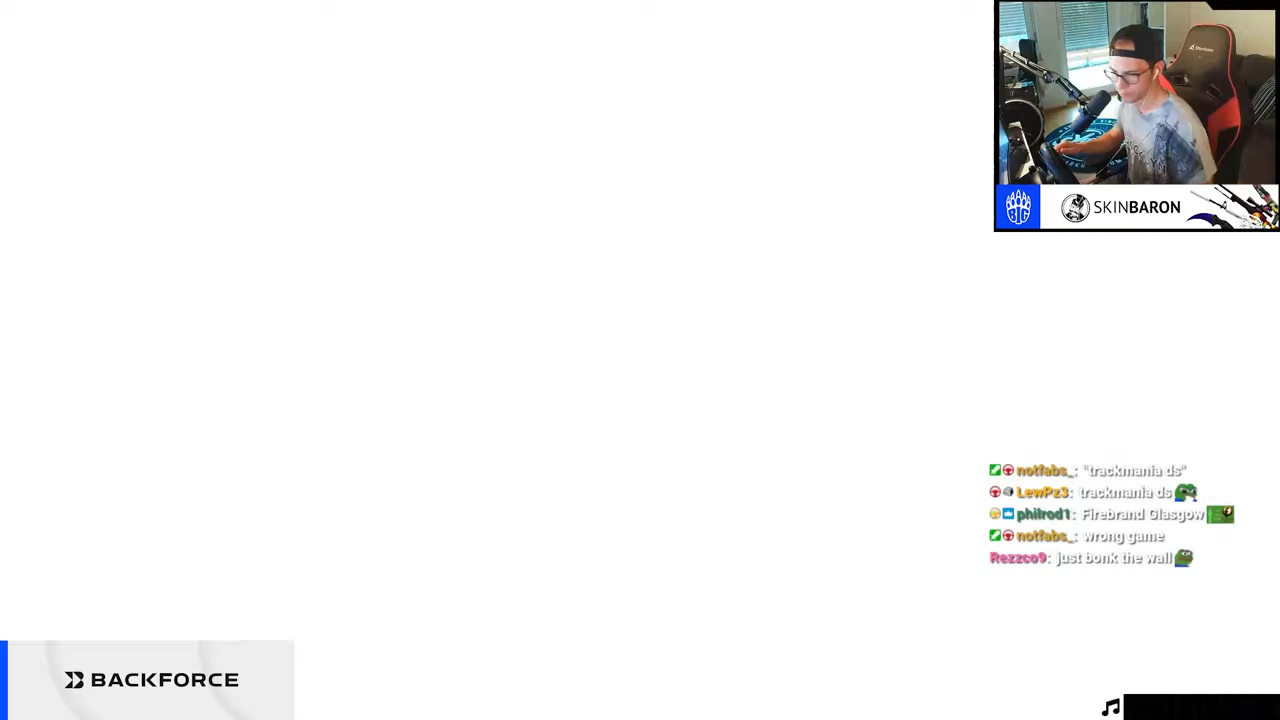 BIG
SKINBARON
notfabs_: "trackmania ds"
LewPz3: trackmania ds
philrod1: Firebrand Glasgow
notfabs_: wrong game
Rezzco9: just bonk the wall
BACKFORCE